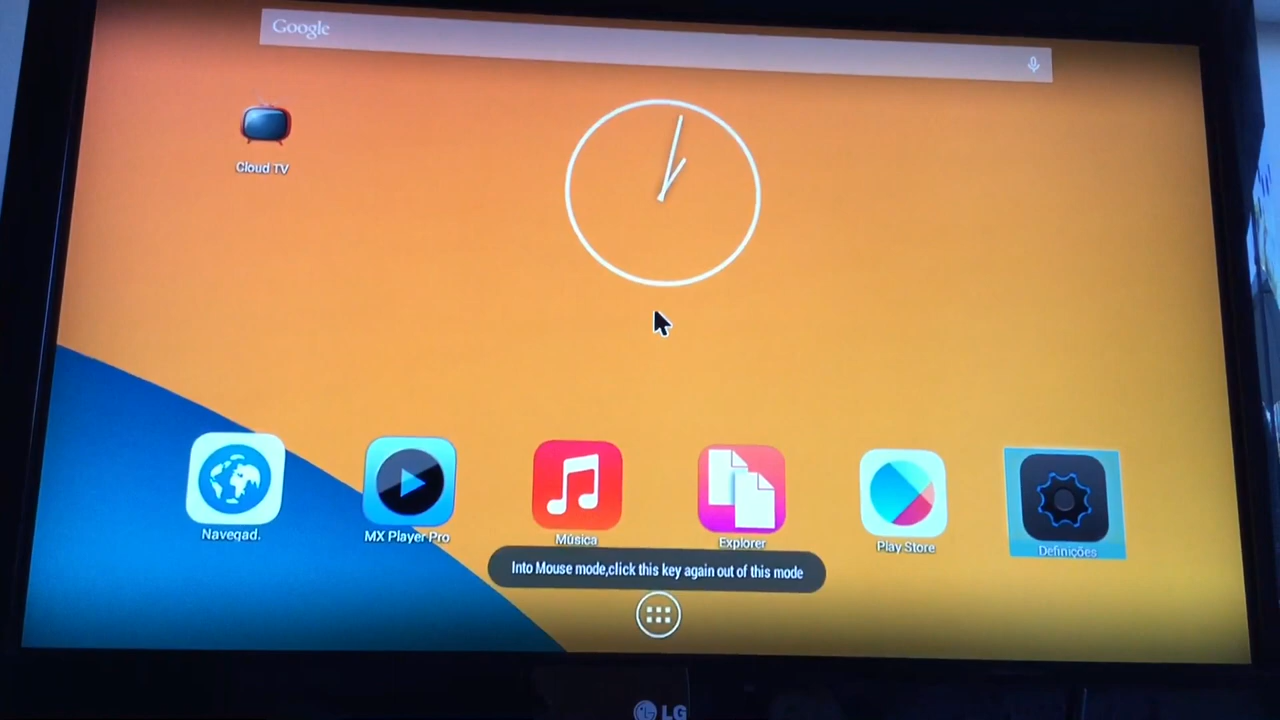 Google
Cloud TV
Navegad.
MX Player Pro
Música
Explorer
Play Store
Definições
Into Mouse mode,click this key again out of this mode
LG